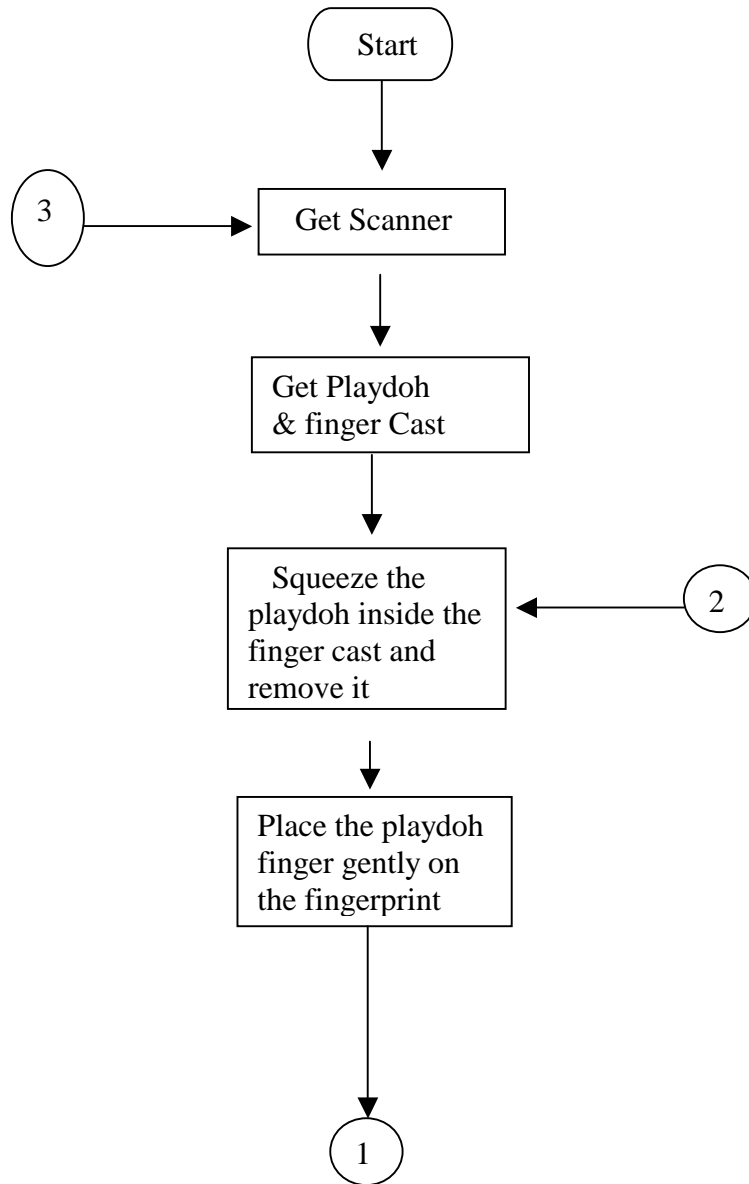 Start
3
Get Scanner
Get Playdoh
& finger Cast
Squeeze the
playdoh inside the
finger cast and
remove it
2
Place the playdoh
finger gently on
the fingerprint
1